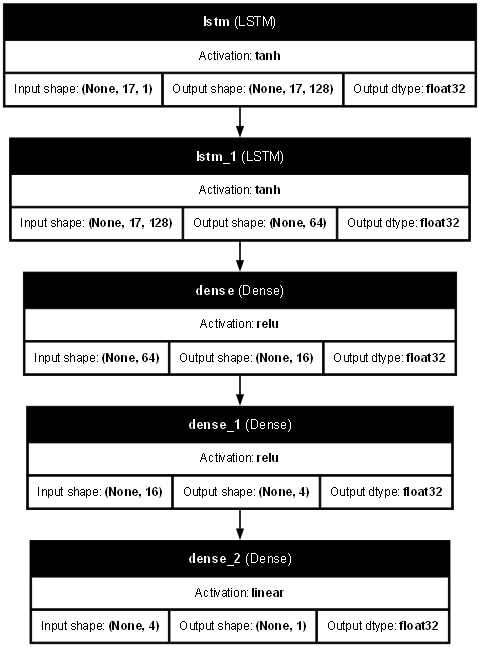 lstm (LSTM)
Activation: tanh
Input shape: (None, 17, 1) Output shape: (None, 17, 128) Output dtype: float32
lstm_1 (LSTM)
Activation: tanh
Input shape: (None, 17, 128) Output shape: (None, 64) Output dtype: float32
dense (Dense)
Activation: relu
Input shape: (None, 64) Output shape: (None, 16) Output dtype: float32
dense_1 (Dense)
Activation: relu
Input shape: (None, 16) Output shape: (None, 4) Output dtype: float32
dense_2 (Dense)
Activation: linear
Input shape: (None, 4) Output shape: (None, 1) Output dtype: float32